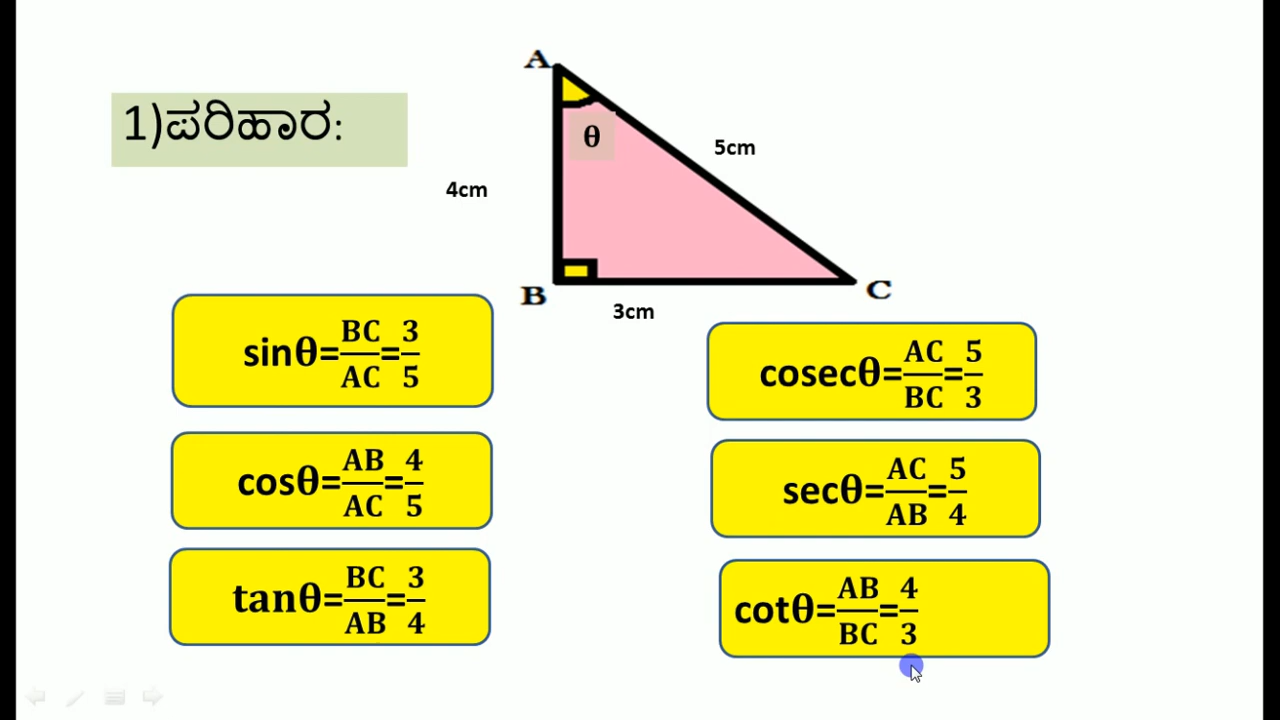 A
1)ಪರಿಹಾರ:
θ
5cm
4cm
B
C
3cm
sinθ=BC/AC=3/5
cosecθ=AC/BC=5/3
cosθ=AB/AC=4/5
secθ=AC/AB=5/4
tanθ=BC/AB=3/4
cotθ=AB/BC=4/3